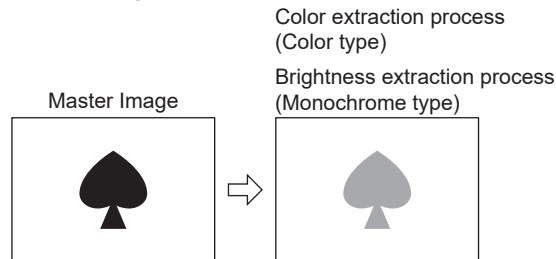 Color extraction process
(Color type)
Brightness extraction process
(Monochrome type)
Master Image